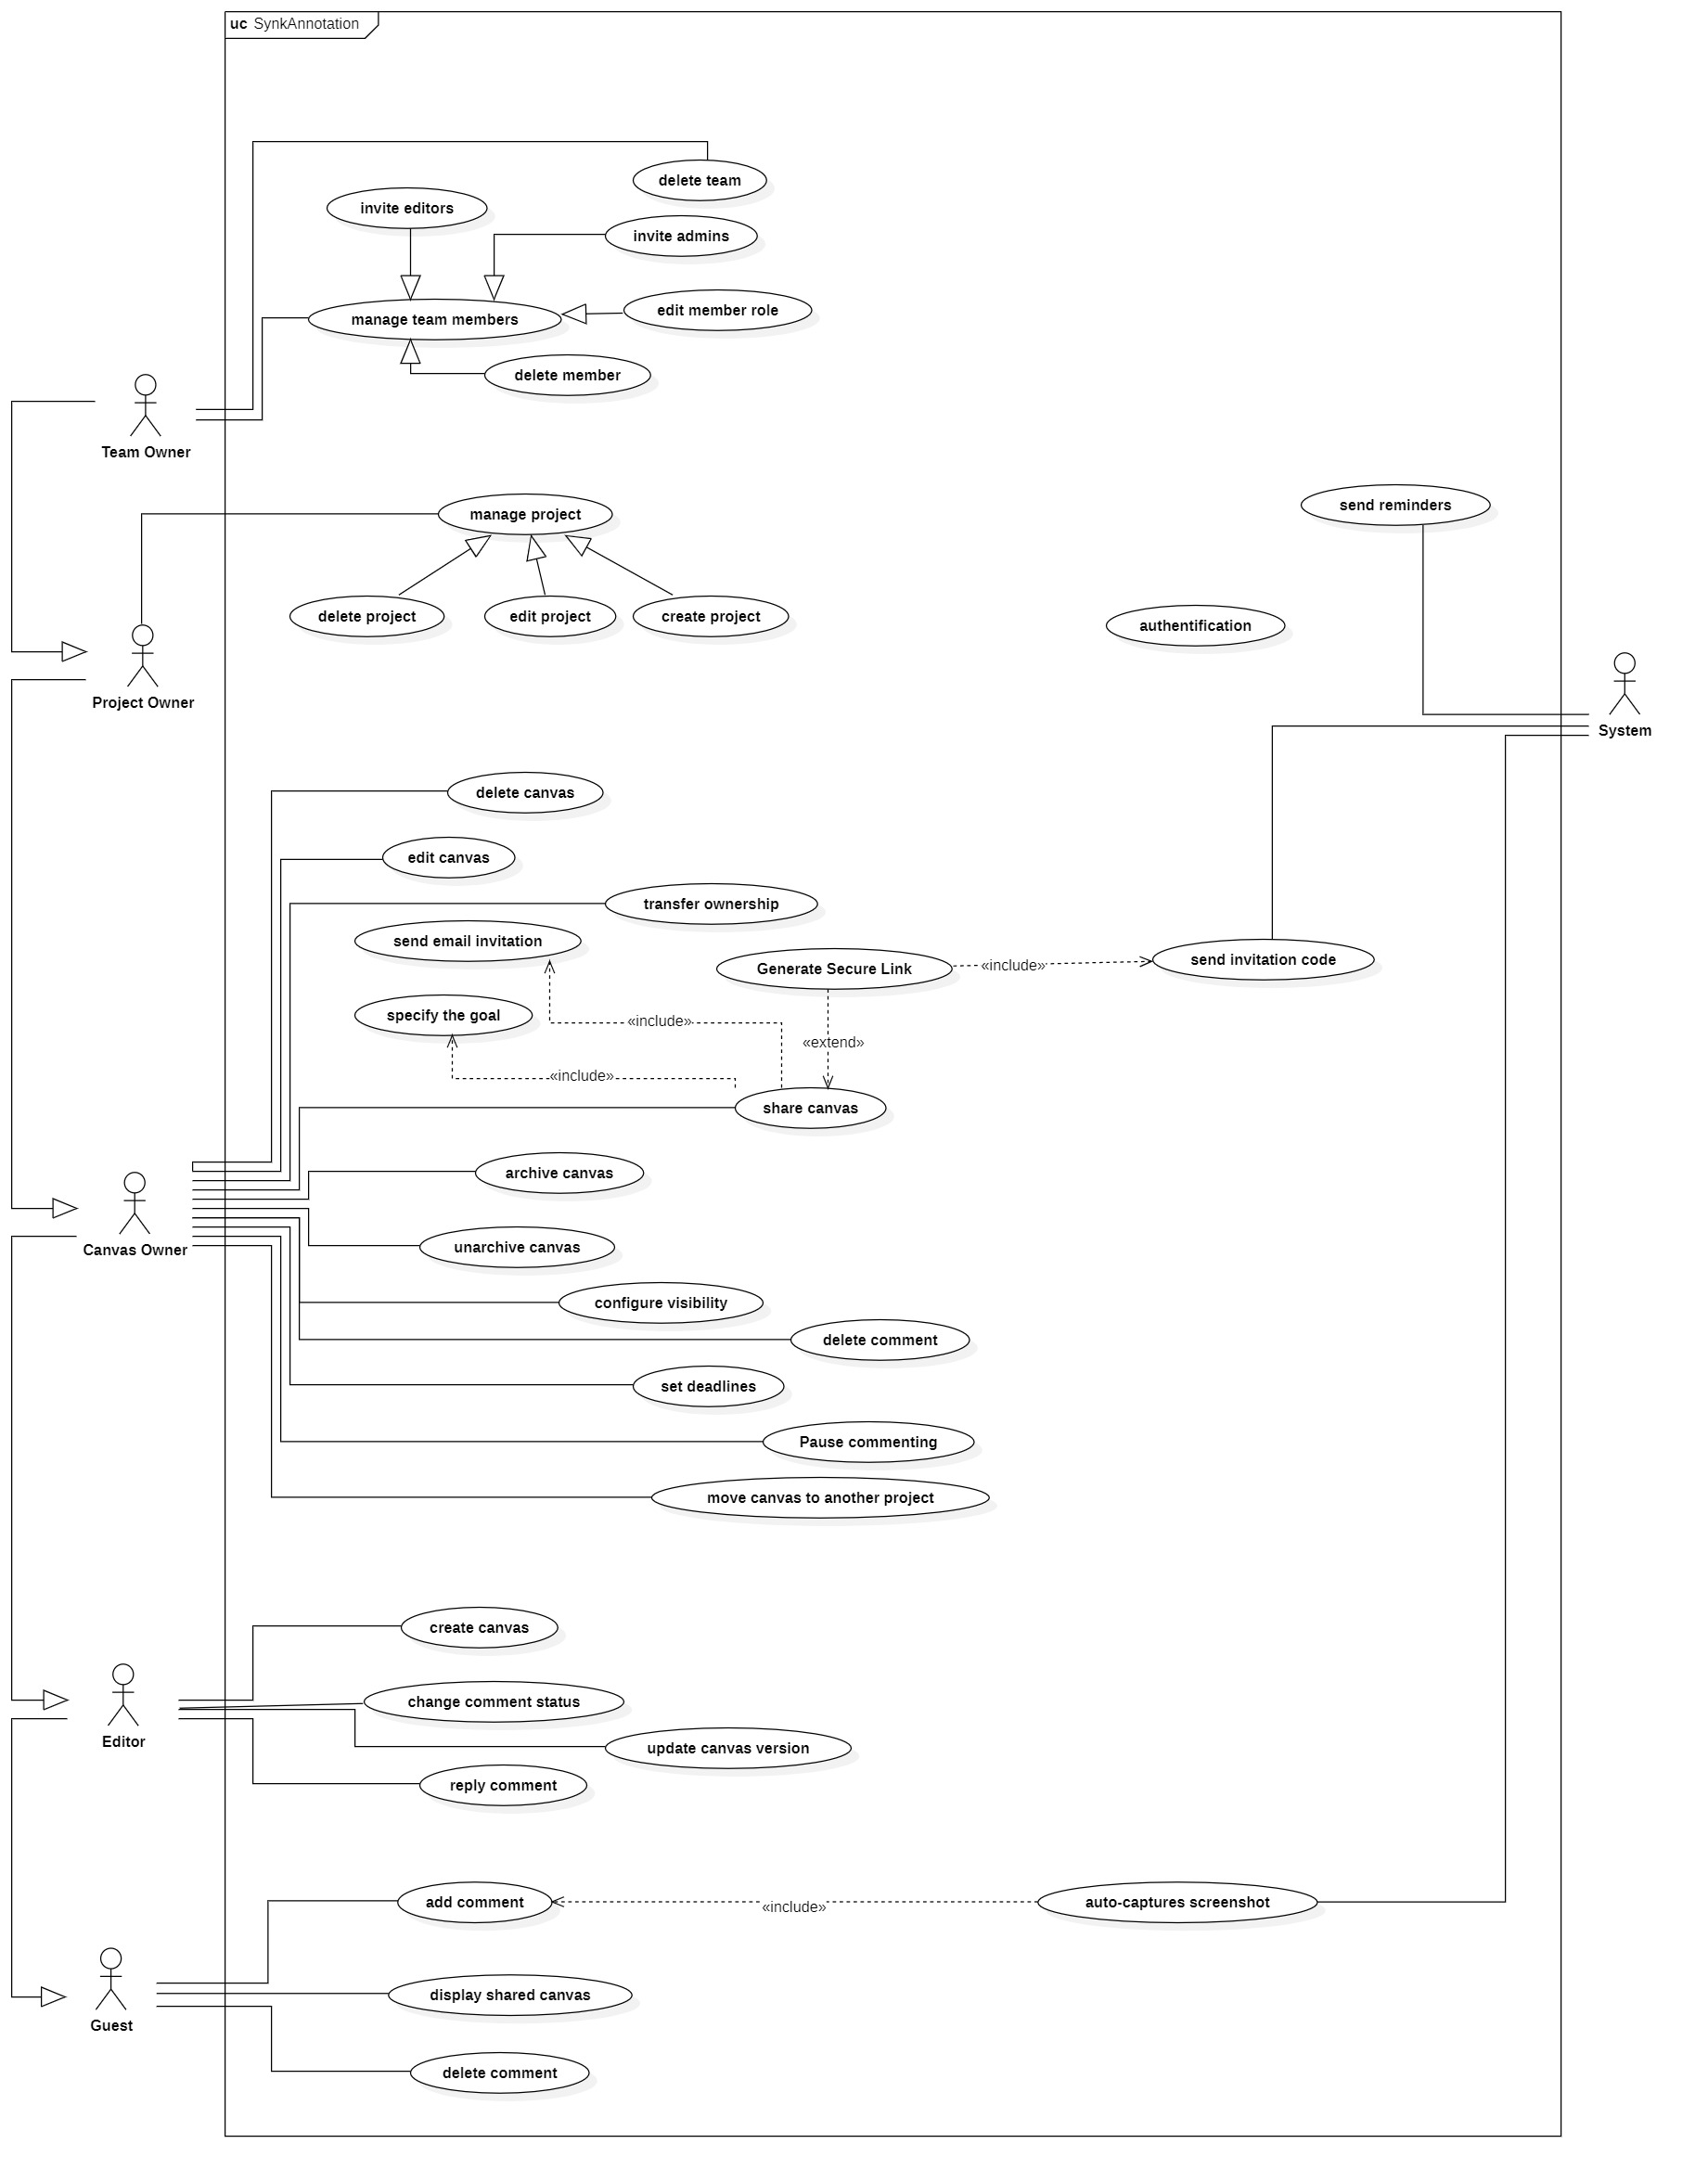 uc SynkAnnotation
delete team
invite editors
invite admins
edit member role
manage team members
delete member
Team Owner
send reminders
manage project
delete project
edit project
create project
authentification
Project Owner
System
delete canvas
edit canvas
transfer ownership
send email invitation
Generate Secure Link
«include»
send invitation code
specify the goal
«include»
«extend»
«include»
share canvas
archive canvas
Canvas Owner
unarchive canvas
configure visibility
delete comment
set deadlines
Pause commenting
move canvas to another project
create canvas
change comment status
Editor
update canvas version
reply comment
add comment
«include»
auto-captures screenshot
display shared canvas
Guest
delete comment